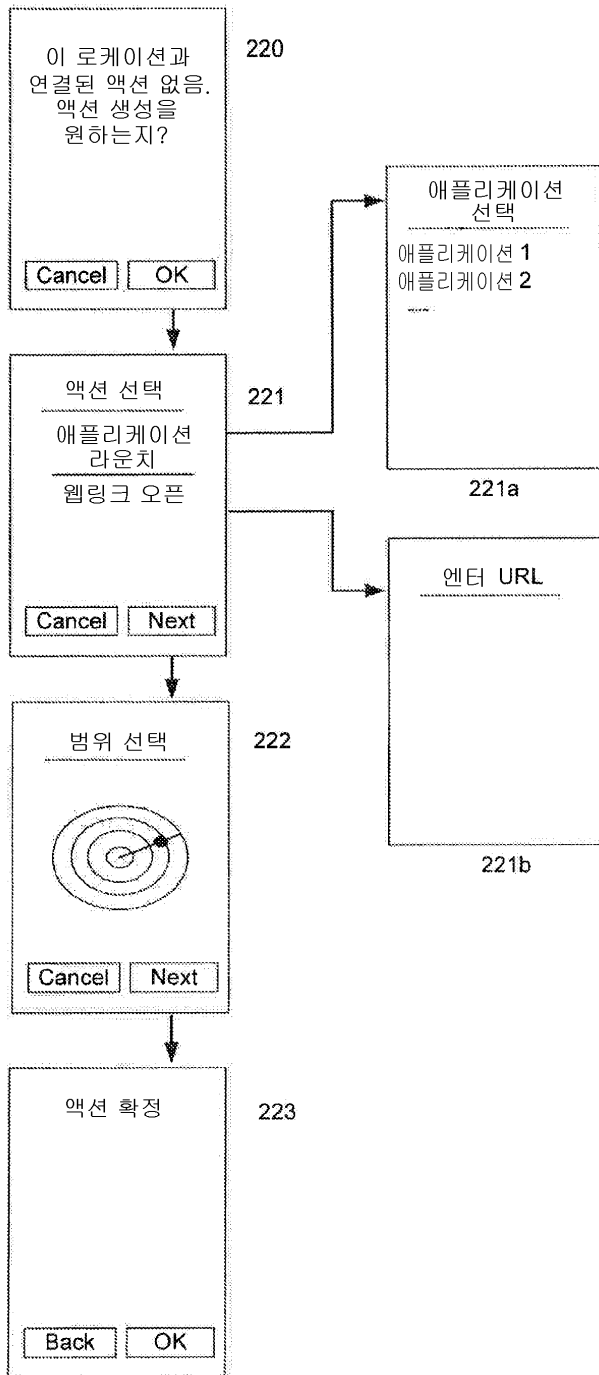 이 로케이션과
연결된 액션 없음.
액션 생성을
원하는지?
220
Cancel OK
액션 선택
221
애플리케이션
라운치
웹링크 오픈
Cancel Next
애플리케이션
선택
애플리케이션 1
애플리케이션 2
221a
엔터 URL
221b
범위 선택
222
Cancel Next
액션 확정
223
Back OK